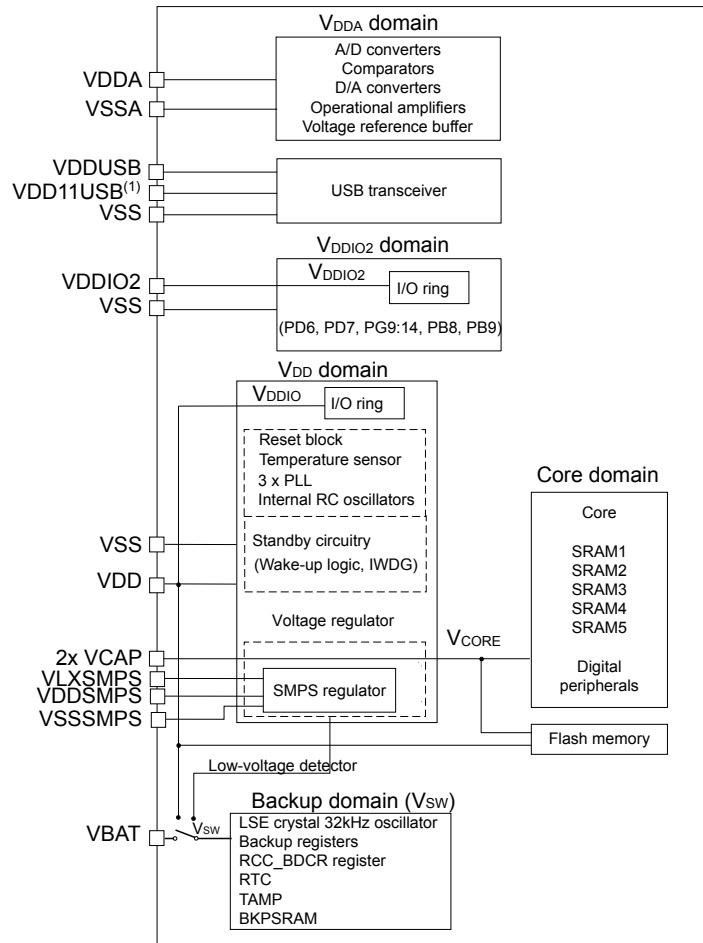 VDDA domain
A/D converters
Comparators
D/A converters
Operational amplifiers
Voltage reference buffer
VDDA
VSSA
VDDUSB
VDD11USB(1)
VSS
USB transceiver
VDDIO2 domain
VDDIO2
VDDIO2
I/O ring
VSS
(PD6, PD7, PG9:14, PB8, PB9)
VDD domain
VDDIO
I/O ring
Reset block
Temperature sensor
3 x PLL
Internal RC oscillators
VSS
Standby circuitry
(Wake-up logic, IWDG)
VDD
Voltage regulator
Core domain
Core
SRAM1
SRAM2
SRAM3
SRAM4
SRAM5
Digital
peripherals
VCORE
2x VCAP
VLXSMPS
VDDSMPS
VSSSMPS
SMPS regulator
Flash memory
Low-voltage detector
Backup domain (VSW)
VBAT
VSW
LSE crystal 32kHz oscillator
Backup registers
RCC_BDCR register
RTC
TAMP
BKPSRAM